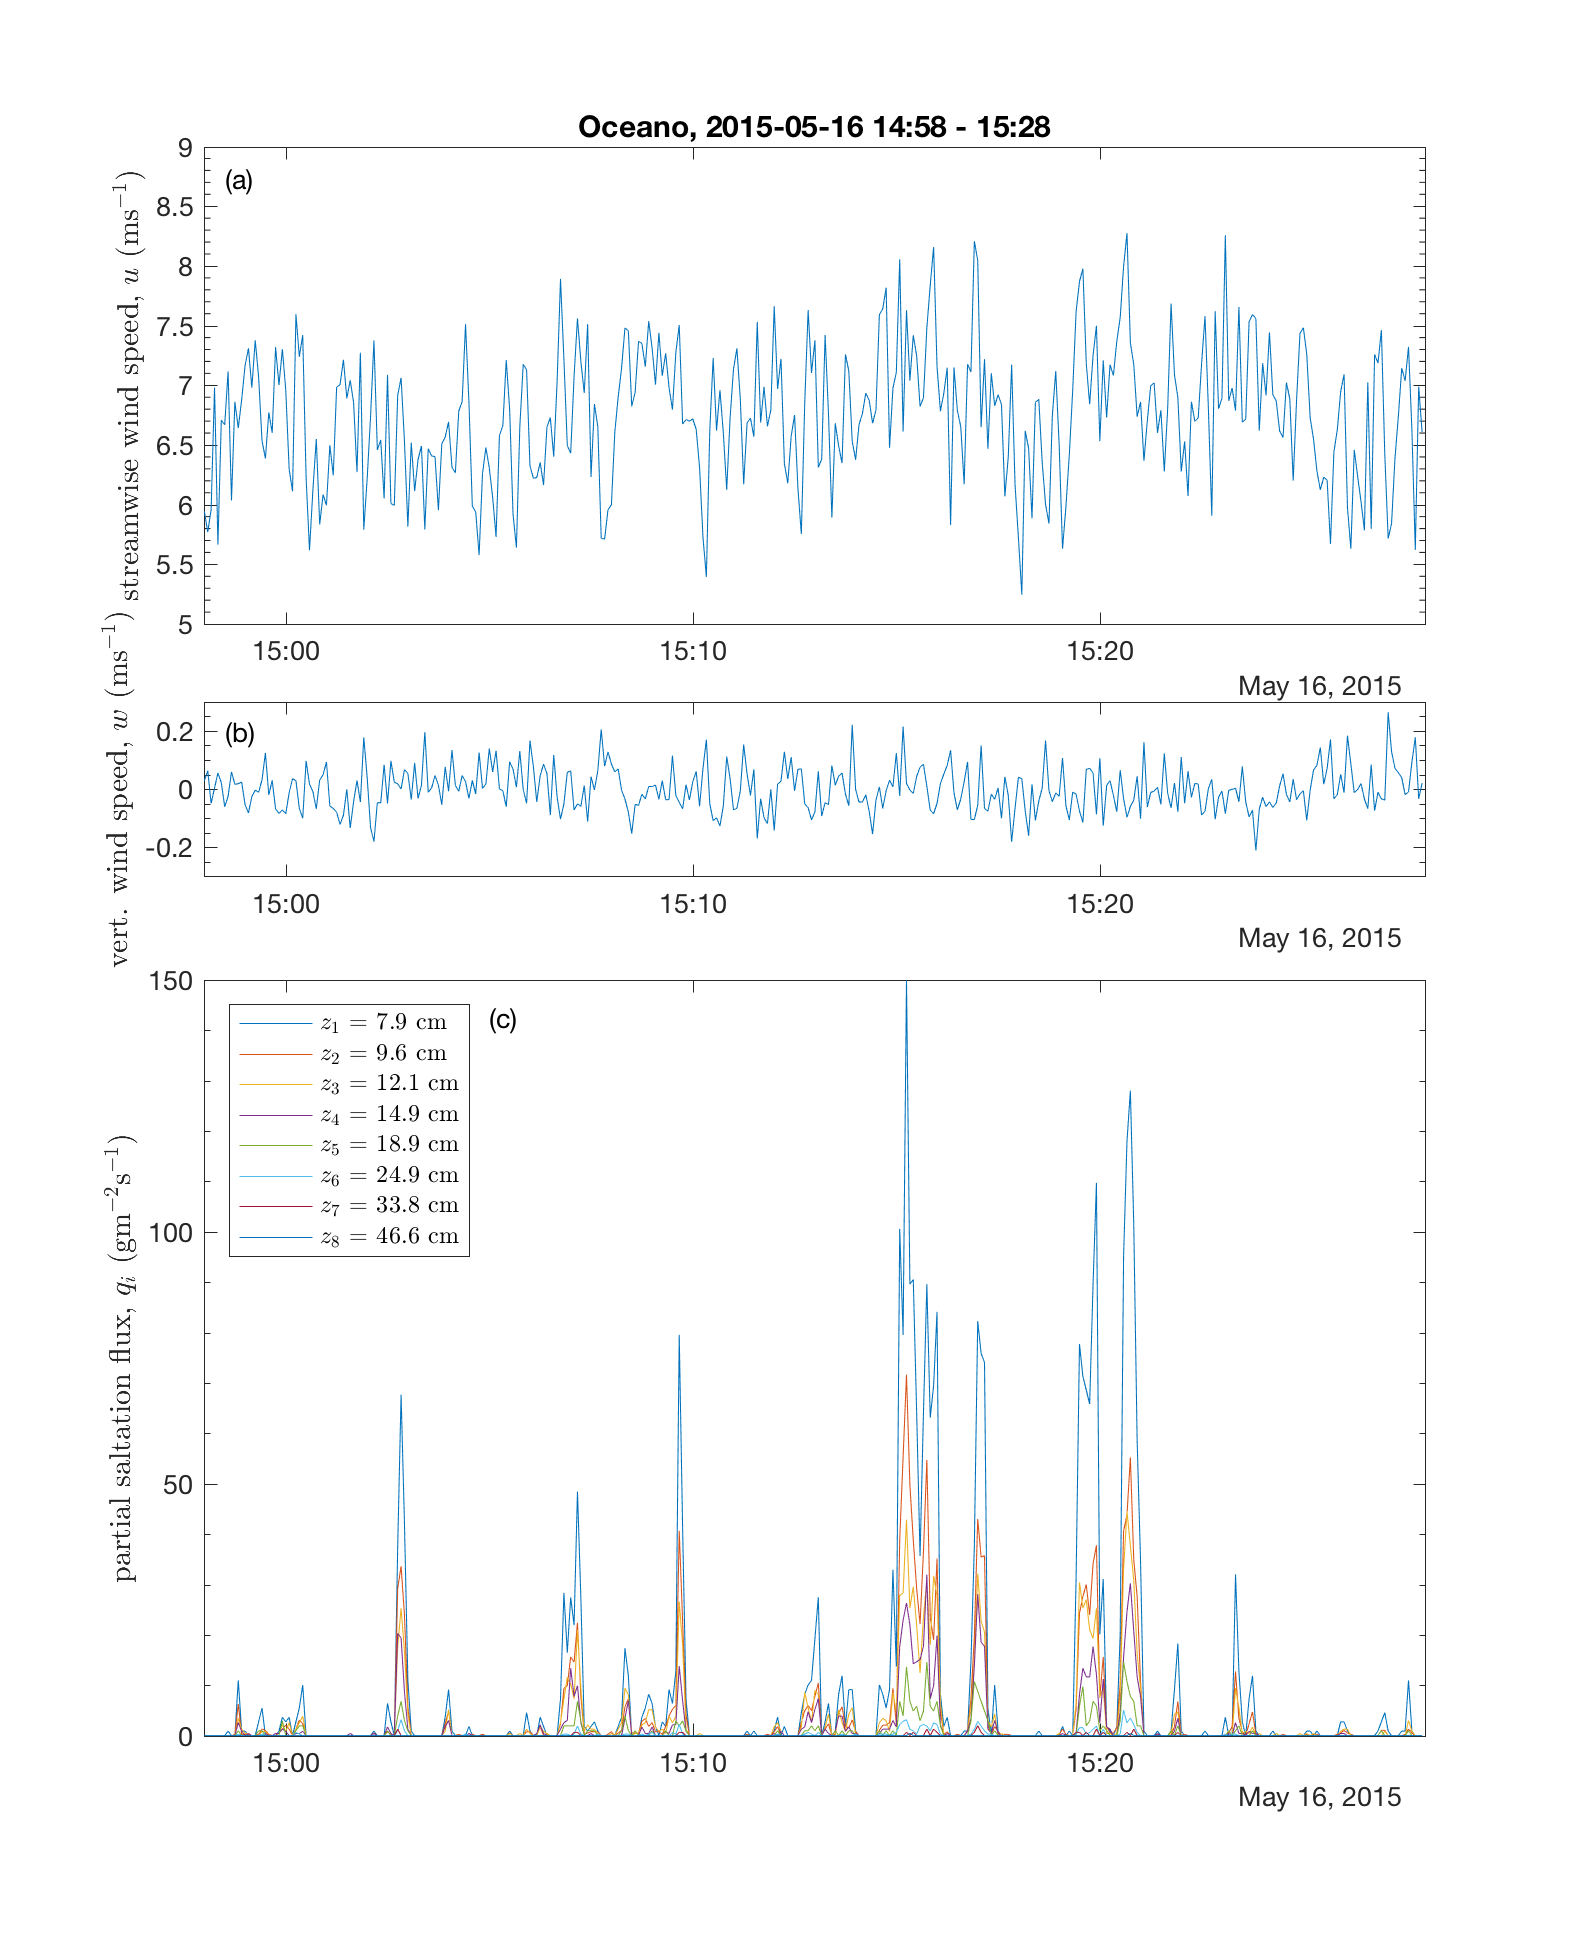 Oceano, 2015-05-16 14:58 - 15:28
(a)
streamwise wind speed, u (ms⁻¹)
9
8.5
8
7.5
7
6.5
6
5.5
5
15:00 15:10 15:20
May 16, 2015
(b)
vert. wind speed, w (ms⁻¹)
0.2
0
-0.2
15:00 15:10 15:20
May 16, 2015
(c)
partial saltation flux, qᵢ (gm⁻²s⁻¹)
150
100
50
0
z₁ = 7.9 cm
z₂ = 9.6 cm
z₃ = 12.1 cm
z₄ = 14.9 cm
z₅ = 18.9 cm
z₆ = 24.9 cm
z₇ = 33.8 cm
z₈ = 46.6 cm
15:00 15:10 15:20
May 16, 2015